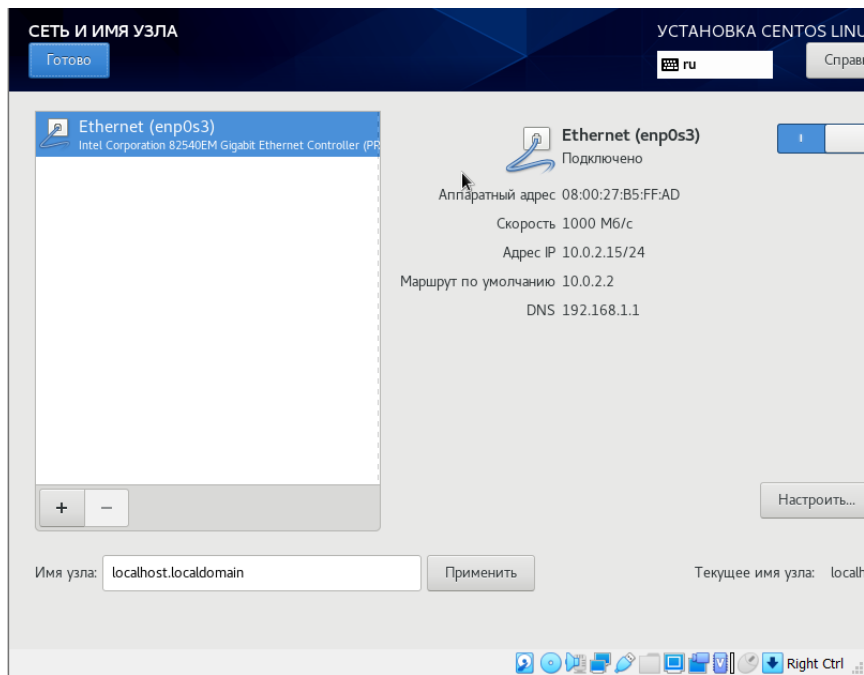 СЕТЬ И ИМЯ УЗЛА
УСТАНОВКА CENTOS LINU
Готово
ru
Справ
Ethernet (enp0s3)
Intel Corporation 82540EM Gigabit Ethernet Controller (PR
Ethernet (enp0s3)
Подключено
Аппаратный адрес 08:00:27:B5:FF:AD
Скорость 1000 Мб/с
Адрес IP 10.0.2.15/24
Маршрут по умолчанию 10.0.2.2
DNS 192.168.1.1
+ −
Настроить...
Имя узла: localhost.localdomain Применить Текущее имя узла: localh
Right Ctrl